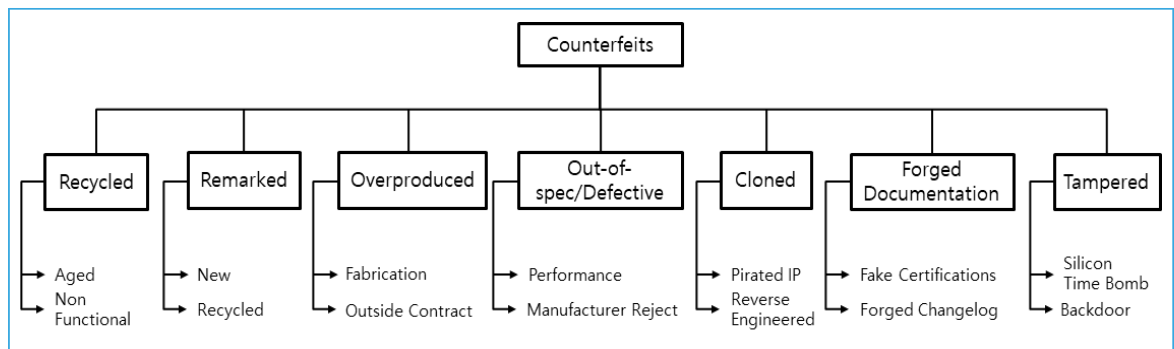 Counterfeits
Recycled
Remarked
Overproduced
Out-of-
spec/Defective
Cloned
Forged
Documentation
Tampered
Aged
Non
Functional
New
Recycled
Fabrication
Outside Contract
Performance
Manufacturer Reject
Pirated IP
Reverse
Engineered
Fake Certifications
Forged Changelog
Silicon
Time Bomb
Backdoor